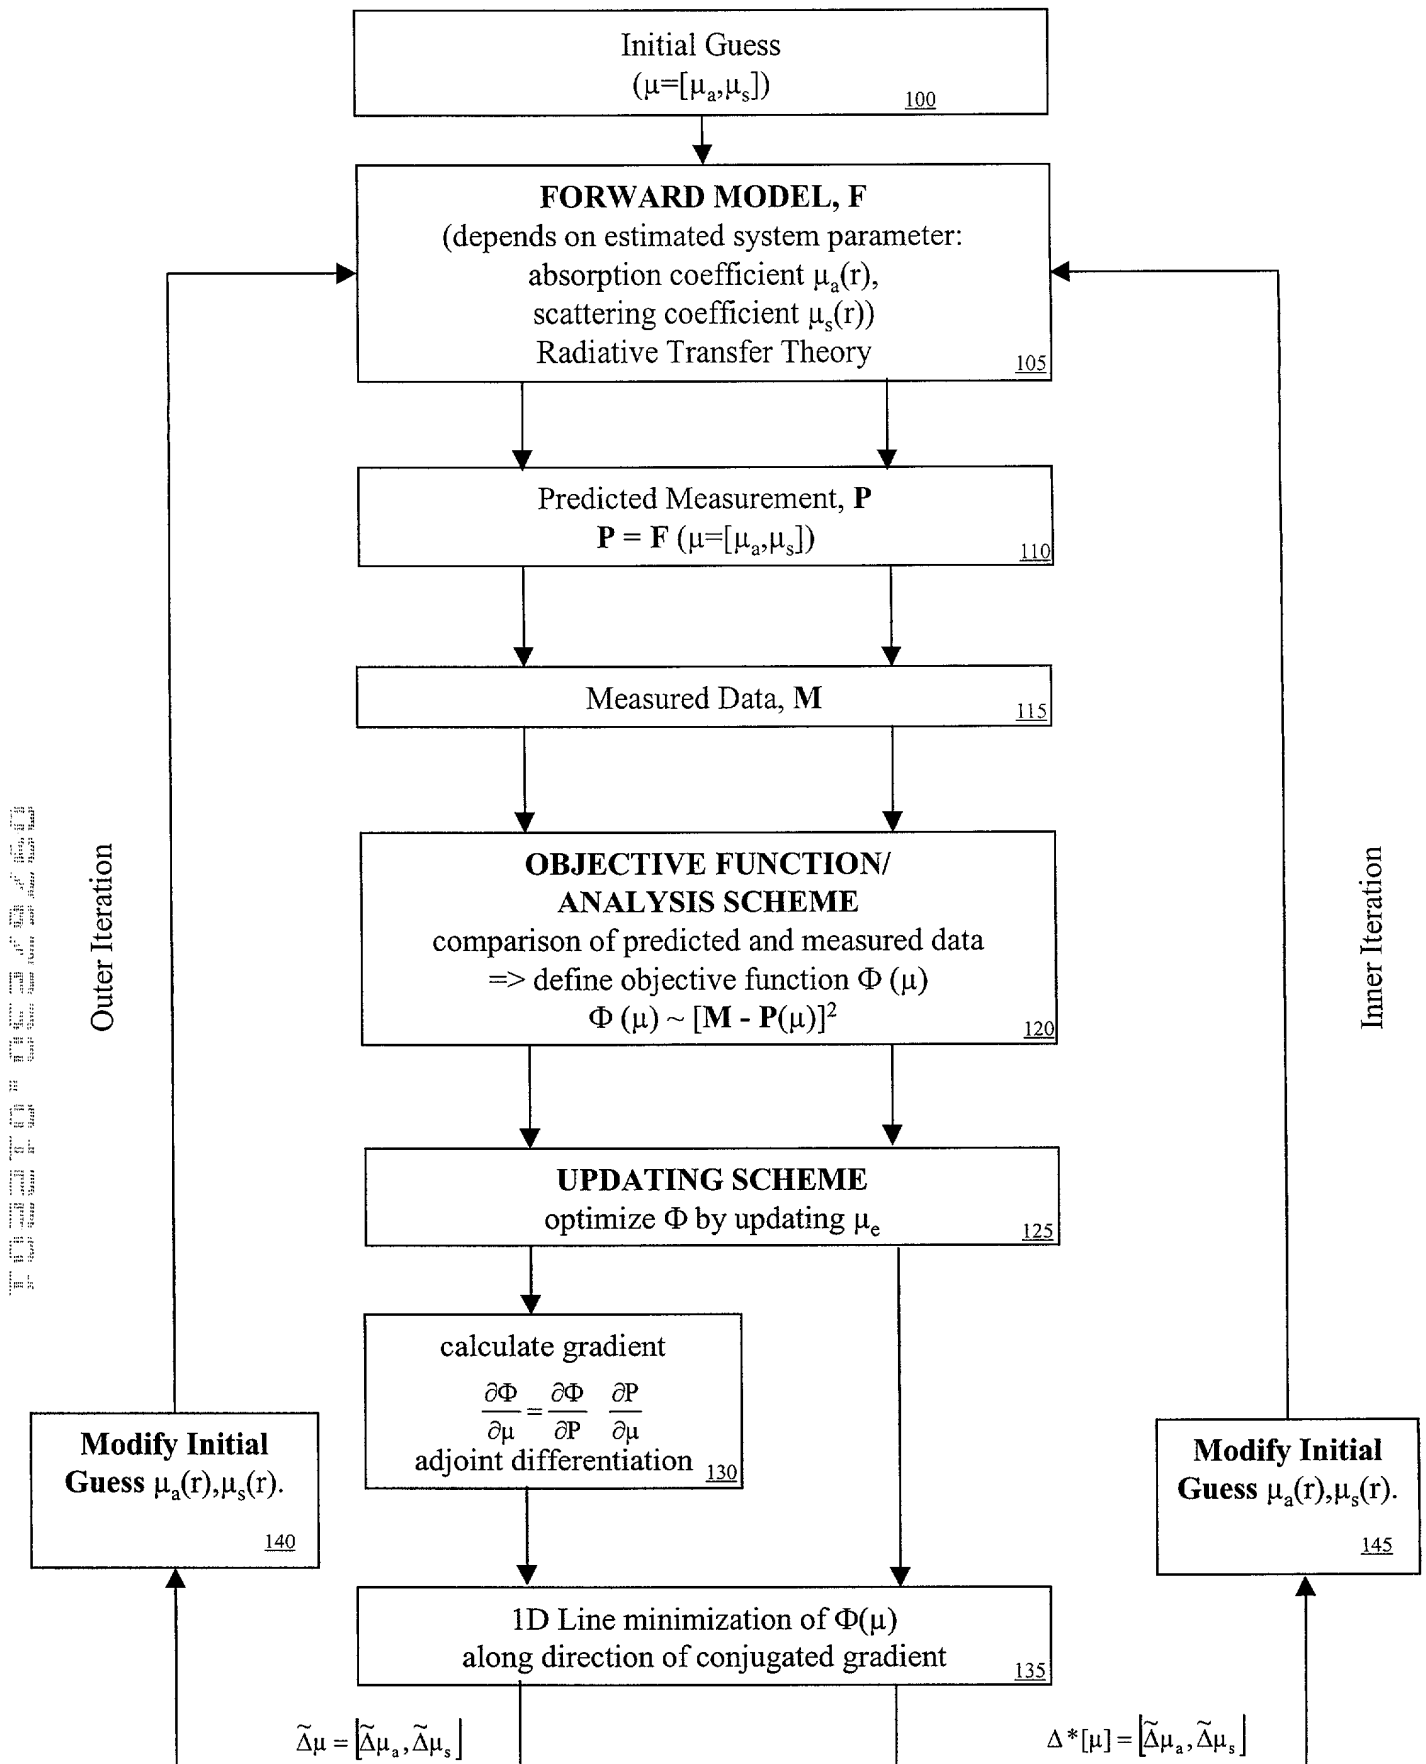 Initial Guess
(μ=[μa,μs])
100
FORWARD MODEL, F
(depends on estimated system parameter:
absorption coefficient μa(r),
scattering coefficient μs(r))
Radiative Transfer Theory
105
Predicted Measurement, P
P = F (μ=[μa,μs])
110
Measured Data, M
115
OBJECTIVE FUNCTION/
ANALYSIS SCHEME
comparison of predicted and measured data
=> define objective function Φ (μ)
Φ (μ) ~ [M - P(μ)]²
120
Outer Iteration
Inner Iteration
UPDATING SCHEME
optimize Φ by updating μe
125
calculate gradient
∂Φ/∂μ = ∂Φ/∂P ∂P/∂μ
adjoint differentiation
130
Modify Initial
Guess μa(r),μs(r).
140
Modify Initial
Guess μa(r),μs(r).
145
1D Line minimization of Φ(μ)
along direction of conjugated gradient
135
Δ̃μ = ⌊Δ̃μa, Δ̃μs⌋
Δ*[μ] = ⌊Δ̃μa, Δ̃μs⌋